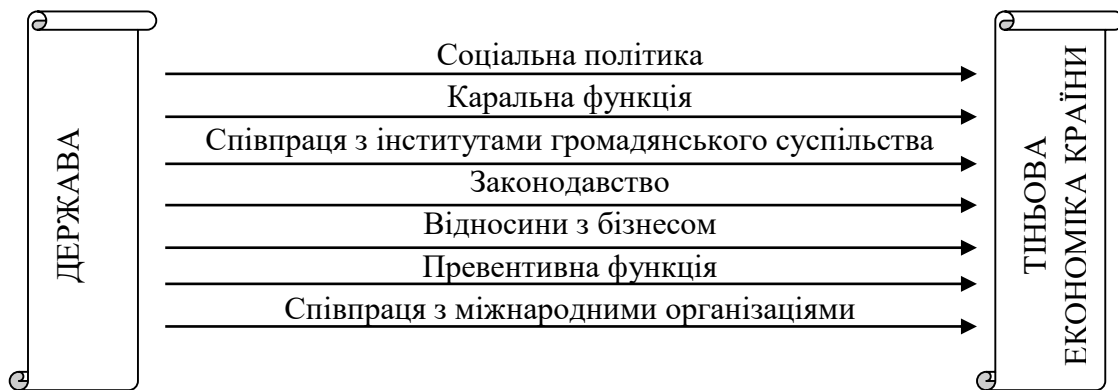 ДЕРЖАВА
Соціальна політика
Каральна функція
Співпраця з інститутами громадянського суспільства
Законодавство
Відносини з бізнесом
Превентивна функція
Співпраця з міжнародними організаціями
ТІНЬОВА
ЕКОНОМІКА КРАЇНИ